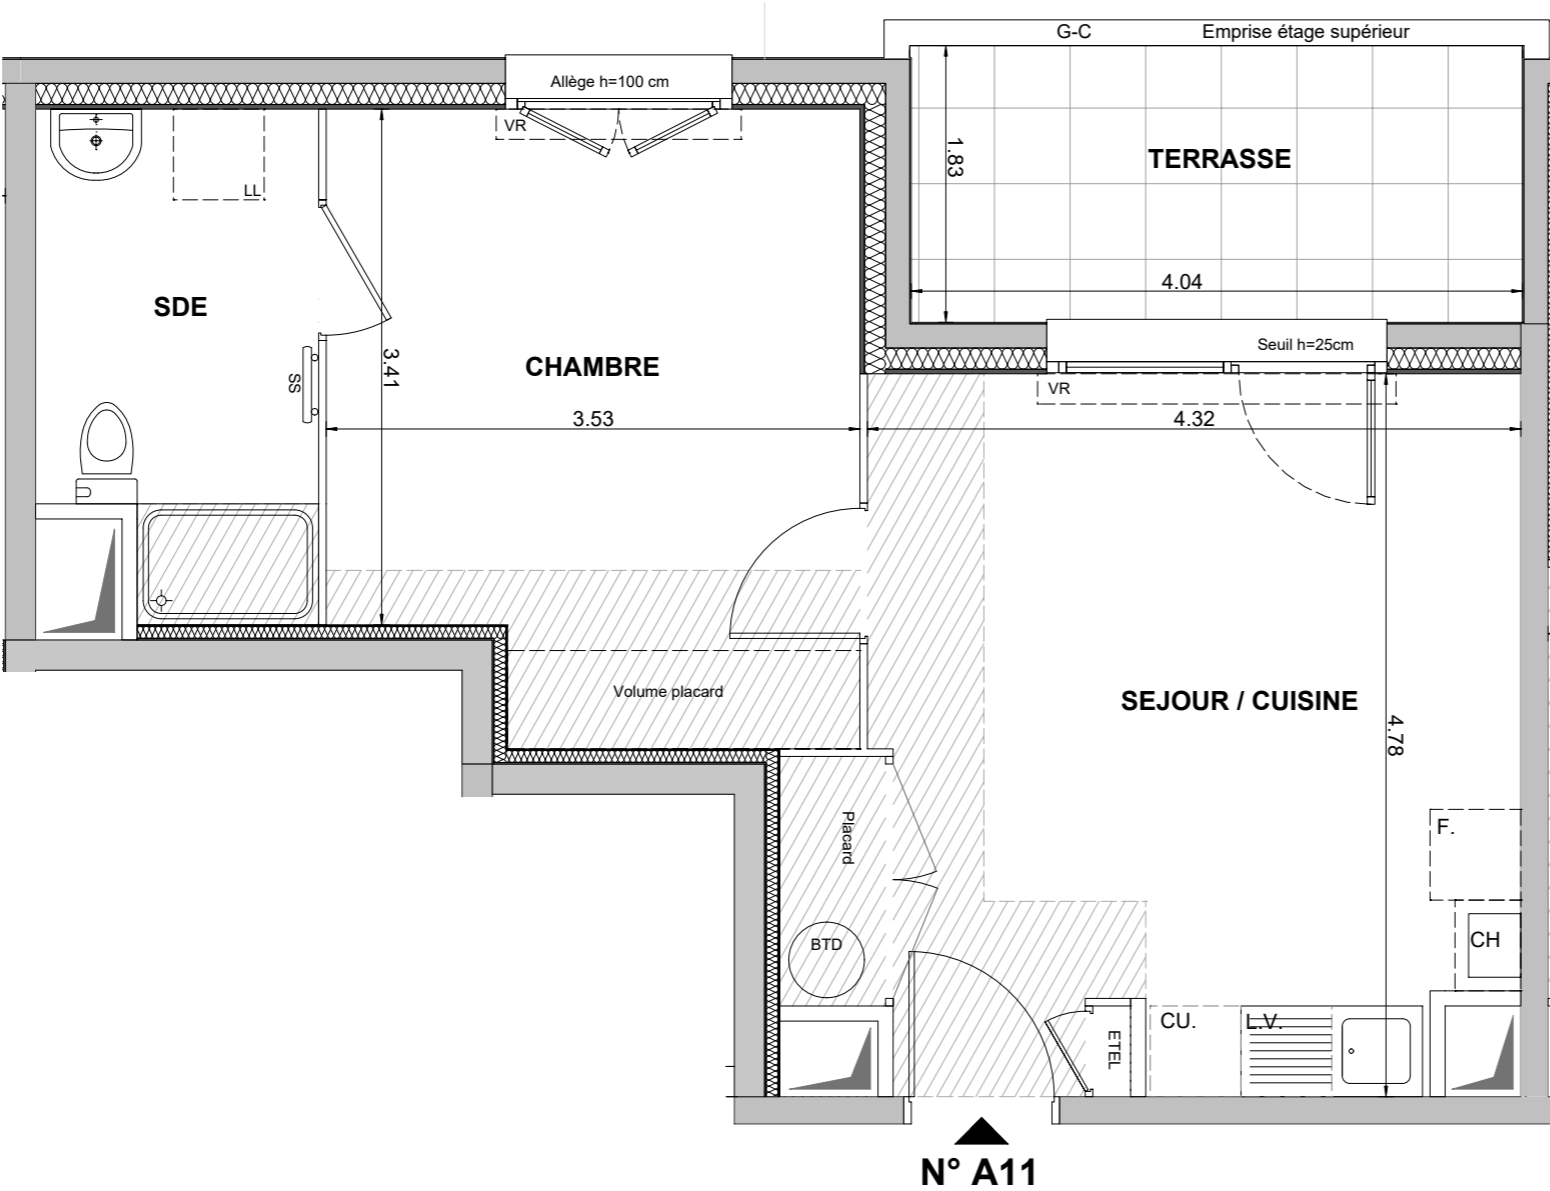 G-C
Emprise étage supérieur
Allège h=100 cm
VR
1.83
TERRASSE
LL
4.04
SDE
Seuil h=25cm
3.41
CHAMBRE
SS
VR
3.53
4.32
Volume placard
SEJOUR / CUISINE
4.78
Placard
F.
BTD
CH
CU.
L.V.
ETEL
N° A11